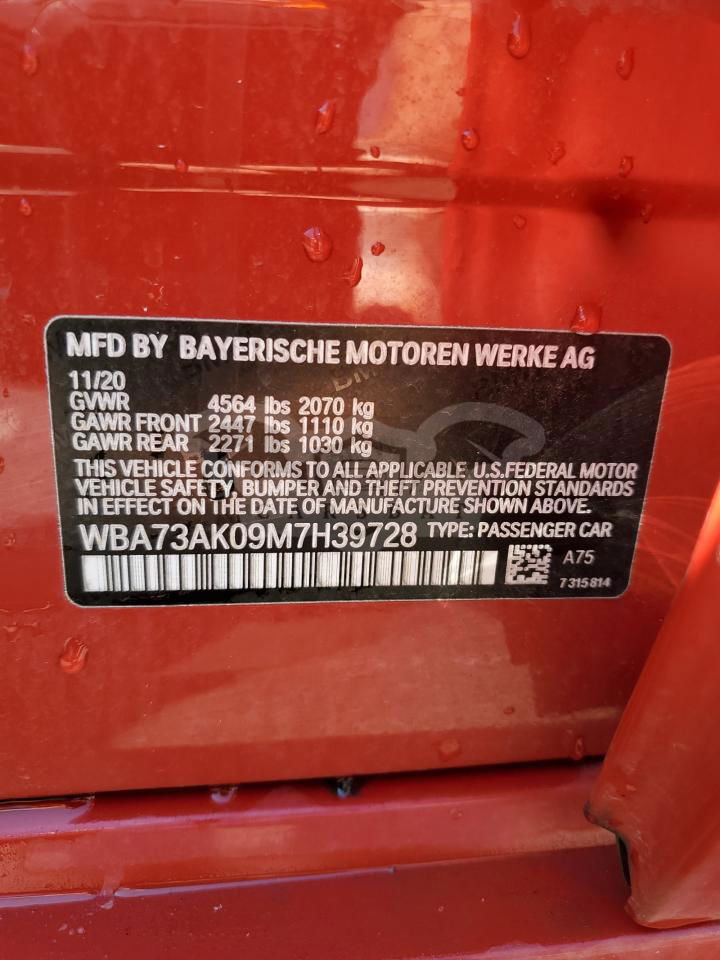 MFD BY BAYERISCHE MOTOREN WERKE AG
11/20
GVWR 4564 lbs 2070 kg
GAWR FRONT 2447 lbs 1110 kg
GAWR REAR 2271 lbs 1030 kg
THIS VEHICLE CONFORMS TO ALL APPLICABLE U.S.FEDERAL MOTOR
VEHICLE SAFETY, BUMPER AND THEFT PREVENTION STANDARDS
IN EFFECT ON THE DATE OF MANUFACTURE SHOWN ABOVE.
WBA73AK09M7H39728 TYPE: PASSENGER CAR
A75
7315814